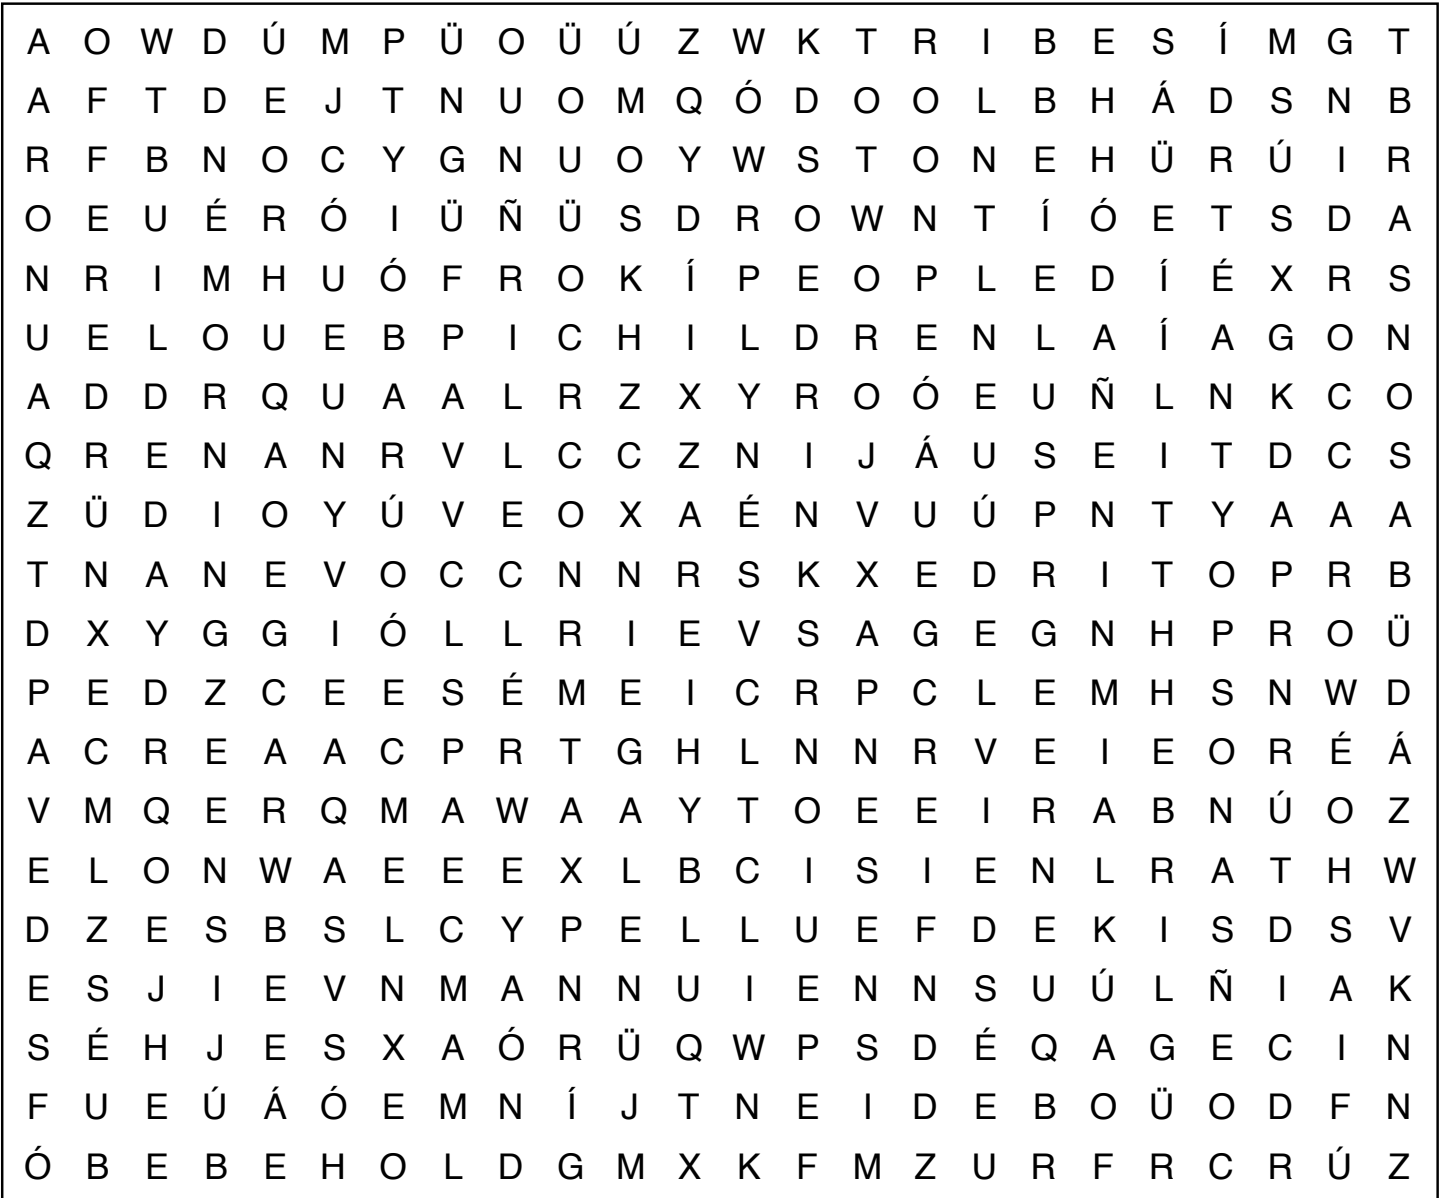 A O W D Ú M P Ü O Ü Ú Z W K T R I B E S Í M G T
A F T D E J T N U O M Q Ó D O O L B H Á D S N B
R F B N O C Y G N U O Y W S T O N E H Ü R Ú I R
O E U É R Ó I Ü Ñ Ü S D R O W N T Í Ó E T S D A
N R I M H U Ó F R O K Í P E O P L E D Í É X R S
U E L O U E B P I C H I L D R E N L A Í A G O N
A D D R Q U A A L R Z X Y R O Ó E U Ñ L N K C O
Q R E N A N R V L C C Z N I J Á U S E I T D C S
Z Ü D I O Y Ú V E O X A É N V U Ú P N T Y A A A
T N A N E V O C C N N R S K X E D R I T O P R B
D X Y G G I Ó L L R I E V S A G E G N H P R O Ü
P E D Z C E E S É M E I C R P C L E M H S N W D
A C R E A A C P R T G H L N N R V E I E O R É Á
V M Q E R Q M A W A A Y T O E E I R A B N Ú O Z
E L O N W A E E E X L B C I S I E N L R A T H W
D Z E S B S L C Y P E L L U E F D E K I S D S V
E S J I E V N M A N N U I E N N S U Ú L Ñ I A K
S É H J E S X A Ó R Ü Q W P S D É Q A G E C I N
F U E Ú Á Ó E M N Í J T N E I D E B O Ü O D F N
Ó B E B E H O L D G M X K F M Z U R F R C R Ú Z